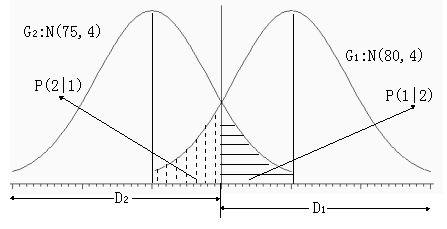 G₂:N(75, 4)
G₁:N(80, 4)
P(2|1)
P(1|2)
D₂
D₁